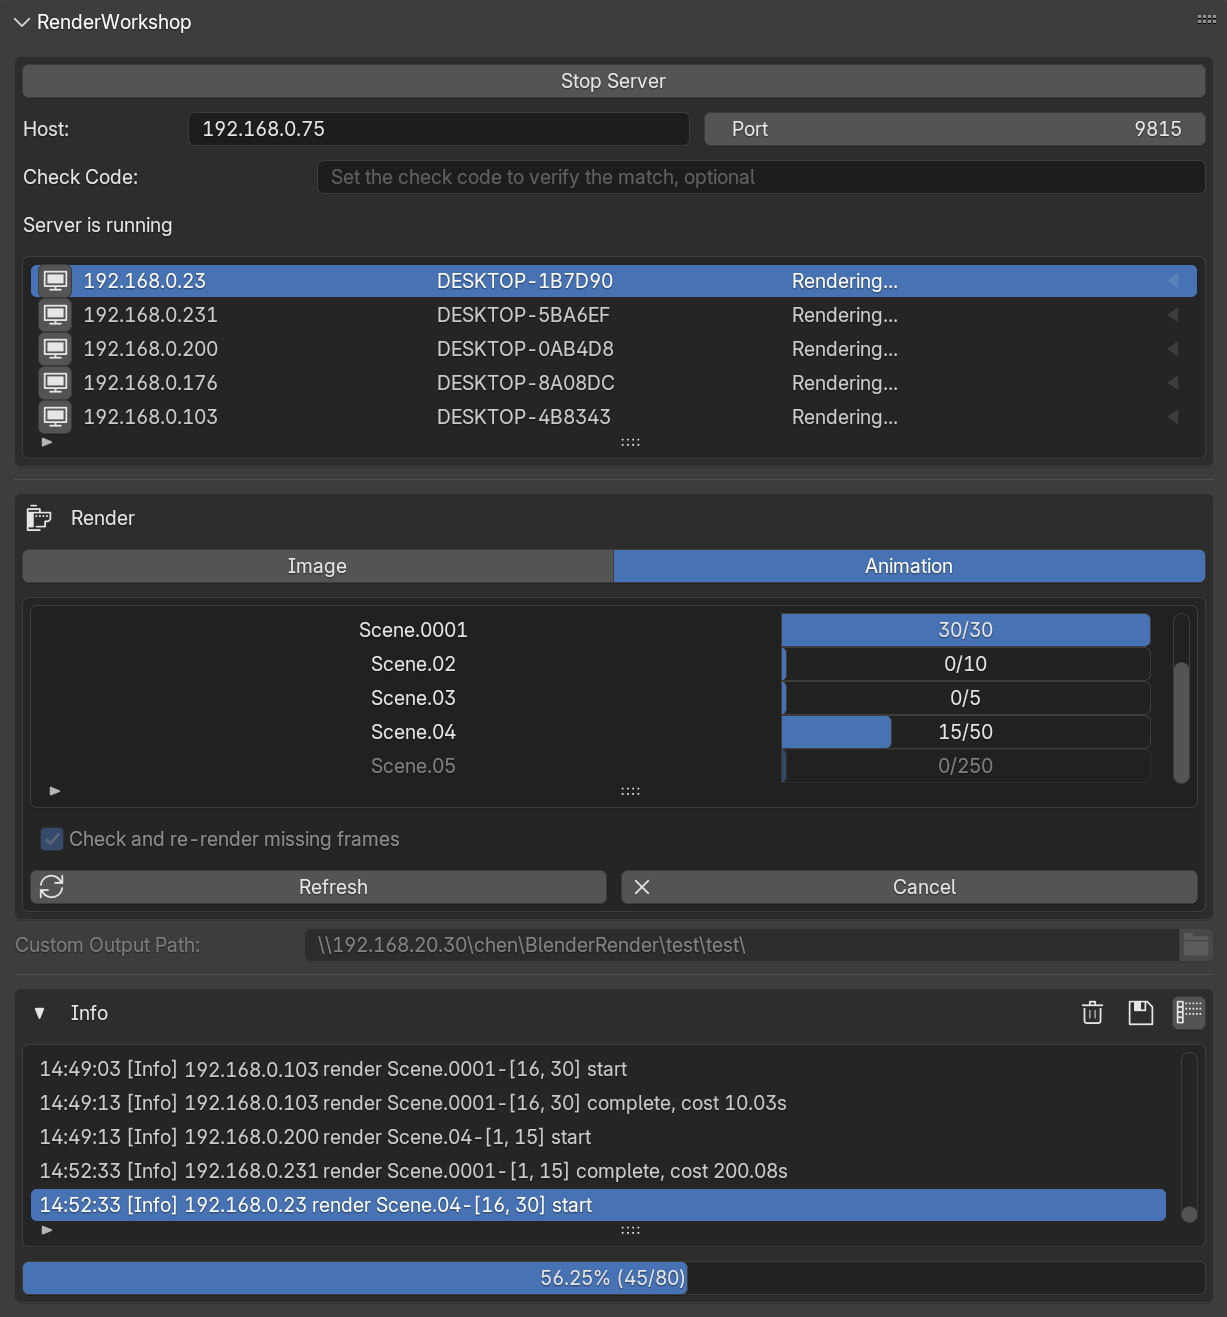 RenderWorkshop
Stop Server
Host: 192.168.0.75 Port 9815
Check Code: Set the check code to verify the match, optional
Server is running
192.168.0.23 DESKTOP-1B7D90 Rendering...
192.168.0.231 DESKTOP-5BA6EF Rendering...
192.168.0.200 DESKTOP-0AB4D8 Rendering...
192.168.0.176 DESKTOP-8A08DC Rendering...
192.168.0.103 DESKTOP-4B8343 Rendering...
Render
Image Animation
Scene.0001 30/30
Scene.02 0/10
Scene.03 0/5
Scene.04 15/50
Scene.05 0/250
Check and re-render missing frames
Refresh Cancel
Custom Output Path: \\192.168.20.30\chen\BlenderRender\test\test\
Info
14:49:03 [Info] 192.168.0.103 render Scene.0001-[16, 30] start
14:49:13 [Info] 192.168.0.103 render Scene.0001-[16, 30] complete, cost 10.03s
14:49:13 [Info] 192.168.0.200 render Scene.04-[1, 15] start
14:52:33 [Info] 192.168.0.231 render Scene.0001-[1, 15] complete, cost 200.08s
14:52:33 [Info] 192.168.0.23 render Scene.04-[16, 30] start
56.25% (45/80)